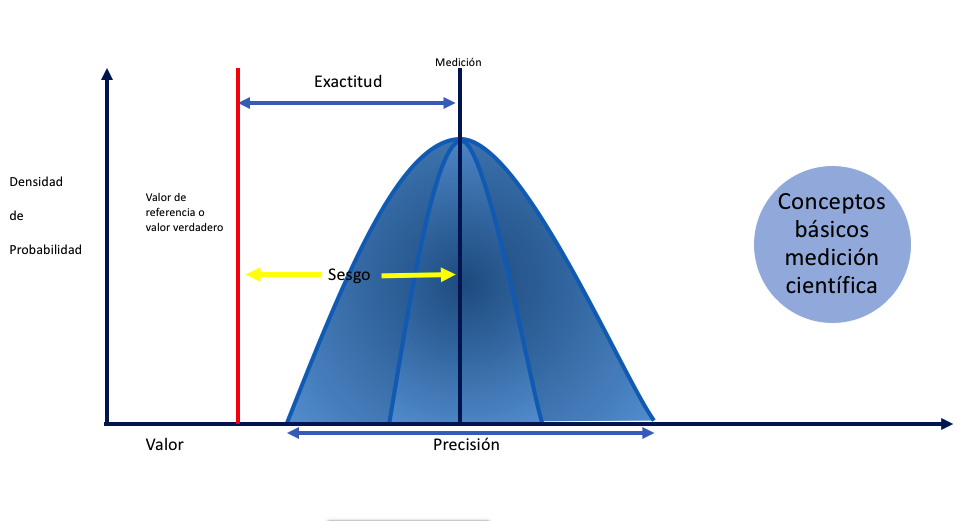 Medición
Exactitud
Densidad
de
Probabilidad
Valor de
referencia o
valor verdadero
Sesgo
Conceptos
básicos
medición
científica
Valor
Precisión